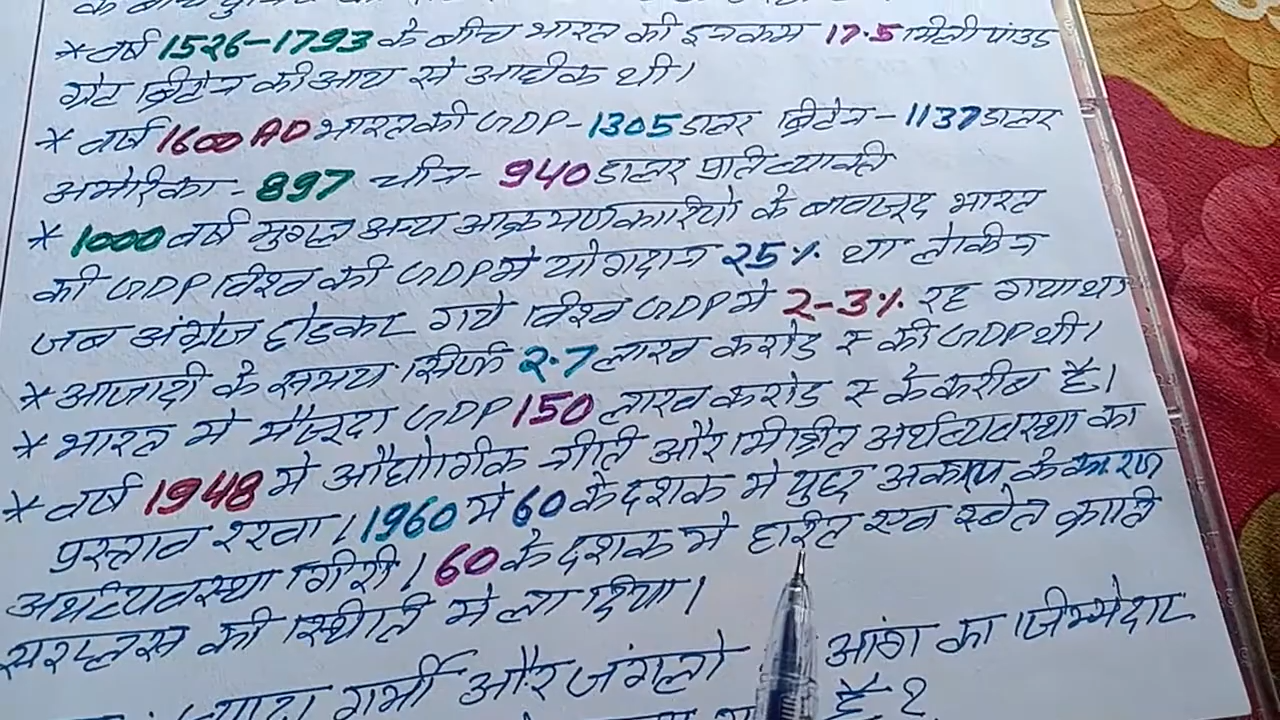 के बीच
* वर्ष 1526-1793 के बीच भारत की इनकम 17.5 मिली पाउंड
ग्रेट ब्रिटेन की आय से अधिक थी।
* वर्ष 1600 AD भारत की GDP - 1305 डालर ब्रिटेन - 1137 डालर
अमेरिका - 897 चीन - 940 डालर प्रति व्यक्ति
* 1000 वर्ष मुगल अन्य आक्रमणकारियो के बावजूद भारत
की GDP विश्व की GDP मे योगदान 25% था लेकिन
जब अंग्रेज छोडकर गये विश्व GDP मे 2-3% रह गया था
* आजादी के समय सिर्फ 2.7 लाख करोड ₹ की GDP थी।
* भारत मे मैजूदा GDP 150 लाख करोड ₹ के करीब है।
* वर्ष 1948 मे औद्योगिक नीति और मिश्रित अर्थव्यवस्था का
प्रस्ताव रखा। 1960 मे 60 के दशक मे युद्ध अकाल के कारण
अर्थव्यवस्था गिरी। 60 के दशक मे हरित एव स्वेत क्राति
सरप्लस की स्थिति मे ला दिया।
ज्यादा गर्मी और जंगलो आंग का जिम्मेदार
है ?